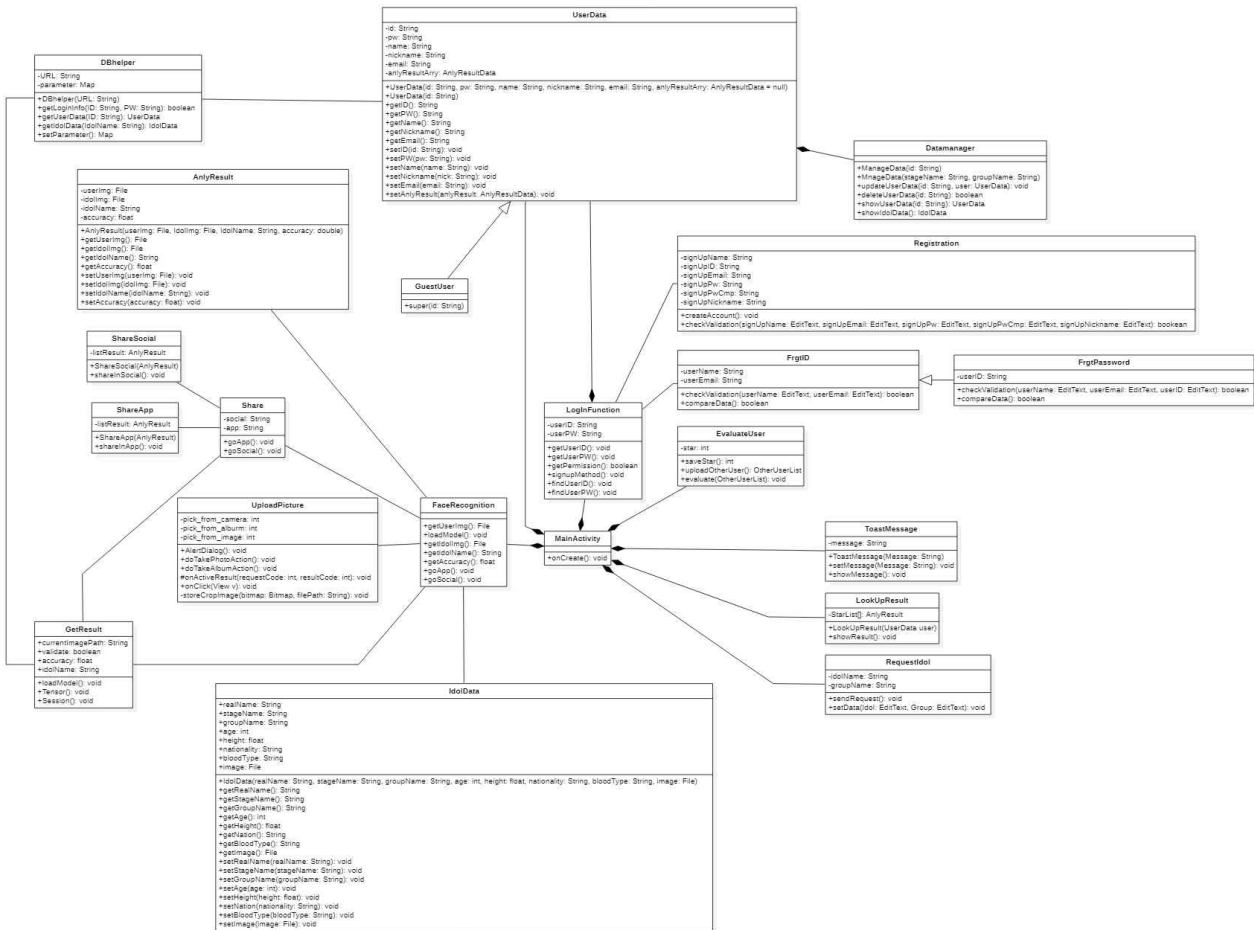 UserData
-id: String
-pw: String
-name: String
-nickname: String
-email: String
-anlyResultArry: AnlyResultData
+UserData(id: String, pw: String, name: String, nickname: String, email: String, anlyResultArry: AnlyResultData = null)
+UserData(id: String)
+getID(): String
+getPW(): String
+getName(): String
+getNickname(): String
+getEmail(): String
+setID(id: String): void
+setPW(pw: String): void
+setName(name: String): void
+setNickname(nick: String): void
+setEmail(email: String): void
+setAnlyResult(anlyResult: AnlyResultData): void
DBhelper
-URL: String
-parameter: Map
+DBhelper(URL: String)
+getLoginInfo(ID: String, PW: String): boolean
+getUserData(ID: String): UserData
+getIdolData(IdolName: String): IdolData
+setParameter(): Map
Datamanager
+ManageData(id: String)
+MnageData(stageName: String, groupName: String)
+updateUserData(id: String, user: UserData): void
+deleteUserData(id: String): boolean
+showUserData(id: String): UserData
+showIdolData(): IdolData
AnlyResult
-userImg: File
-idolImg: File
-idolName: String
-accuracy: float
+AnlyResult(userImg: File, IdolImg: File, IdolName: String, accuracy: double)
+getUserImg(): File
+getIdolImg(): File
+getIdolName(): String
+getAccuracy(): float
+setUserImg(userImg: File): void
+setIdolImg(idolImg: File): void
+setIdolName(idolName: String): void
+setAccuracy(accuracy: float): void
GuestUser
+super(id: String)
Registration
-signUpName: String
-signUpID: String
-signUpEmail: String
-signUpPw: String
-signUpPwCmp: String
-signUpNickname: String
+createAccount(): void
+checkValidation(signUpName: EditText, signUpEmail: EditText, signUpPw: EditText, signUpPwCmp: EditText, signUpNickname: EditText): boolean
ShareSocial
-listResult: AnlyResult
+ShareSocial(AnlyResult)
+shareInSocial(): void
FrgtID
-userName: String
-userEmail: String
+checkValidation(userName: EditText, userEmail: EditText): boolean
+compareData(): boolean
FrgtPassword
-userID: String
+checkValidation(userName: EditText, userEmail: EditText, userID: EditText): boolean
+compareData(): boolean
ShareApp
-listResult: AnlyResult
+ShareApp(AnlyResult)
+shareInApp(): void
Share
-social: String
-app: String
+goApp(): void
+goSocial(): void
LogInFunction
-userID: String
-userPW: String
+getUserID(): void
+getUserPW(): void
+getPermission(): boolean
+signupMethod(): void
+findUserID(): void
+findUserPW(): void
EvaluateUser
-star: int
+saveStar(): int
+uploadOtherUser(): OtherUserList
+evaluate(OtherUserList): void
UploadPicture
-pick_from_camera: int
-pick_from_alburm: int
-pick_from_image: int
+AlertDialog(): void
+doTakePhotoAction(): void
+doTakeAlbumAction(): void
#onActiveResult(requestCode: int, resultCode: int): void
+onClick(View v): void
-storeCropImage(bitmap: Bitmap, filePath: String): void
FaceRecognition
+getUserImg(): File
+loadModel(): void
+getIdolImg(): File
+getIdolName(): String
+getAccuracy(): float
+goApp(): void
+goSocial(): void
MainActivity
+onCreate(): void
ToastMessage
-message: String
+ToastMessage(Message: String)
+setMessage(Message: String): void
+showMessage(): void
LookUpResult
-StarList[]: AnlyResult
+LookUpResult(UserData user)
+showResult(): void
GetResult
+currentimagePath: String
+validate: boolean
+accuracy: float
+idolName: String
+loadModel(): void
+Tensor(): void
+Session(): void
RequestIdol
-idolName: String
-groupName: String
+sendRequest(): void
+setData(Idol: EditText, Group: EditText): void
IdolData
+realName: String
+stageName: String
+groupName: String
+age: int
+height: float
+nationality: String
+bloodType: String
+image: File
+IdolData(realName: String, stageName: String, groupName: String, age: int, height: float, nationality: String, bloodType: String, image: File)
+getRealName(): String
+getStageName(): String
+getGroupName(): String
+getAge(): int
+getHeight(): float
+getNation(): String
+getBloodType(): String
+getImage(): File
+setRealName(realName: String): void
+setStageName(stageName: String): void
+setGroupName(groupName: String): void
+setAge(age: int): void
+setHeight(height: float): void
+setNation(nationality: String): void
+setBloodType(bloodType: String): void
+setImage(image: File): void